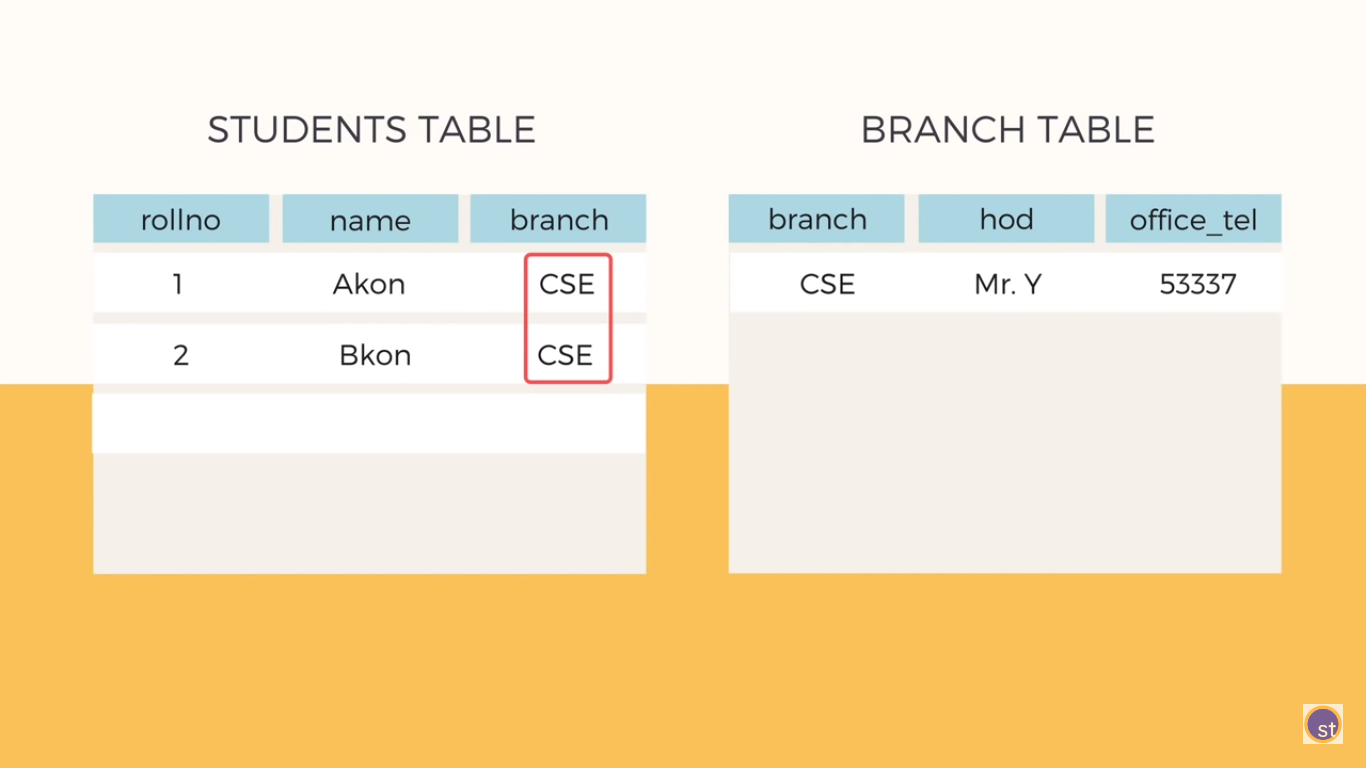 STUDENTS TABLE
rollno name branch
1 Akon CSE
2 Bkon CSE
BRANCH TABLE
branch hod office_tel
CSE Mr. Y 53337
st